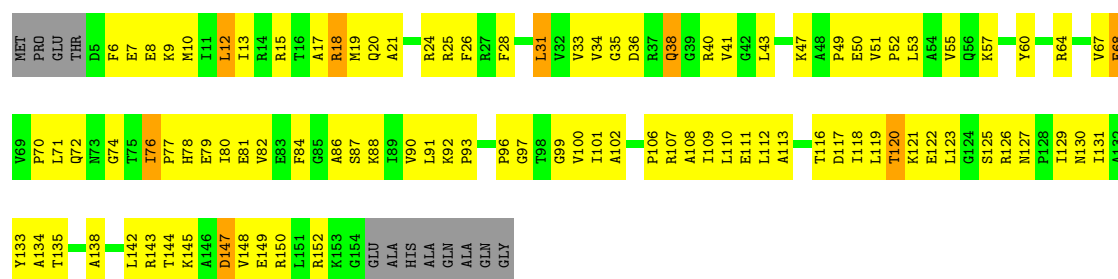 MET PRO GLU THR D5 F6 E7 E8 K9 M10 I11 L12 I13 R14 R15 T16 A17 R18 M19 Q20 A21 R24 R25 F26 R27 F28 L31 V32 V33 V34 G35 D36 R37 Q38 G39 R40 V41 G42 L43 K47 A48 P49 E50 V51 P52 L53 A54 V55 Q56 K57 Y60 R64 V67 E68
V69 P70 L71 Q72 N73 G74 T75 I76 P77 H78 E79 I80 E81 V82 E83 F84 G85 A86 S87 K88 I89 V90 L91 K92 P93 P96 G97 T98 G99 V100 I101 A102 P106 R107 A108 I109 L110 E111 L112 A113 T116 D117 I118 L119 T120 K121 E122 L123 G124 S125 R126 N127 P128 I129 N130 I131 A132
Y133 A134 T135 A138 L142 R143 T144 K145 A146 D147 V148 E149 R150 L151 R152 K153 G154 GLU ALA HIS ALA GLN ALA GLN GLY